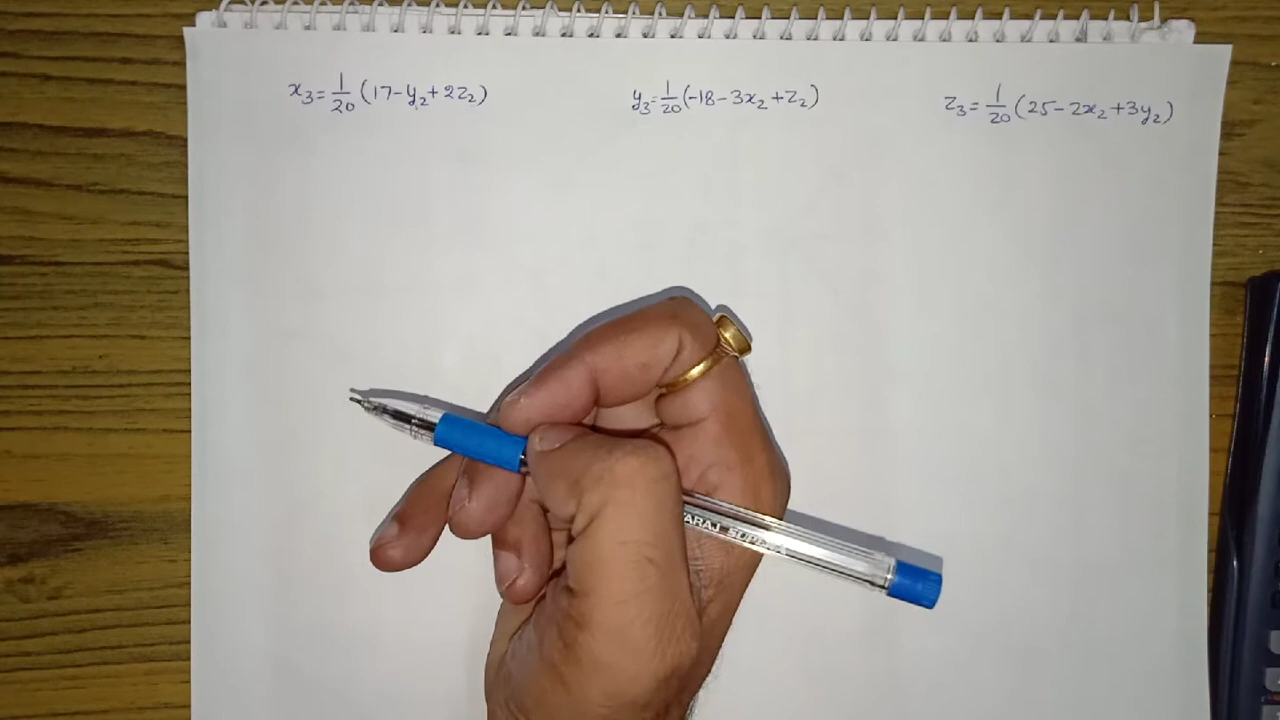 x₃=1/20(17-y₂+2z₂)
y₃=1/20(-18-3x₂+z₂)
z₃=1/20(25-2x₂+3y₂)